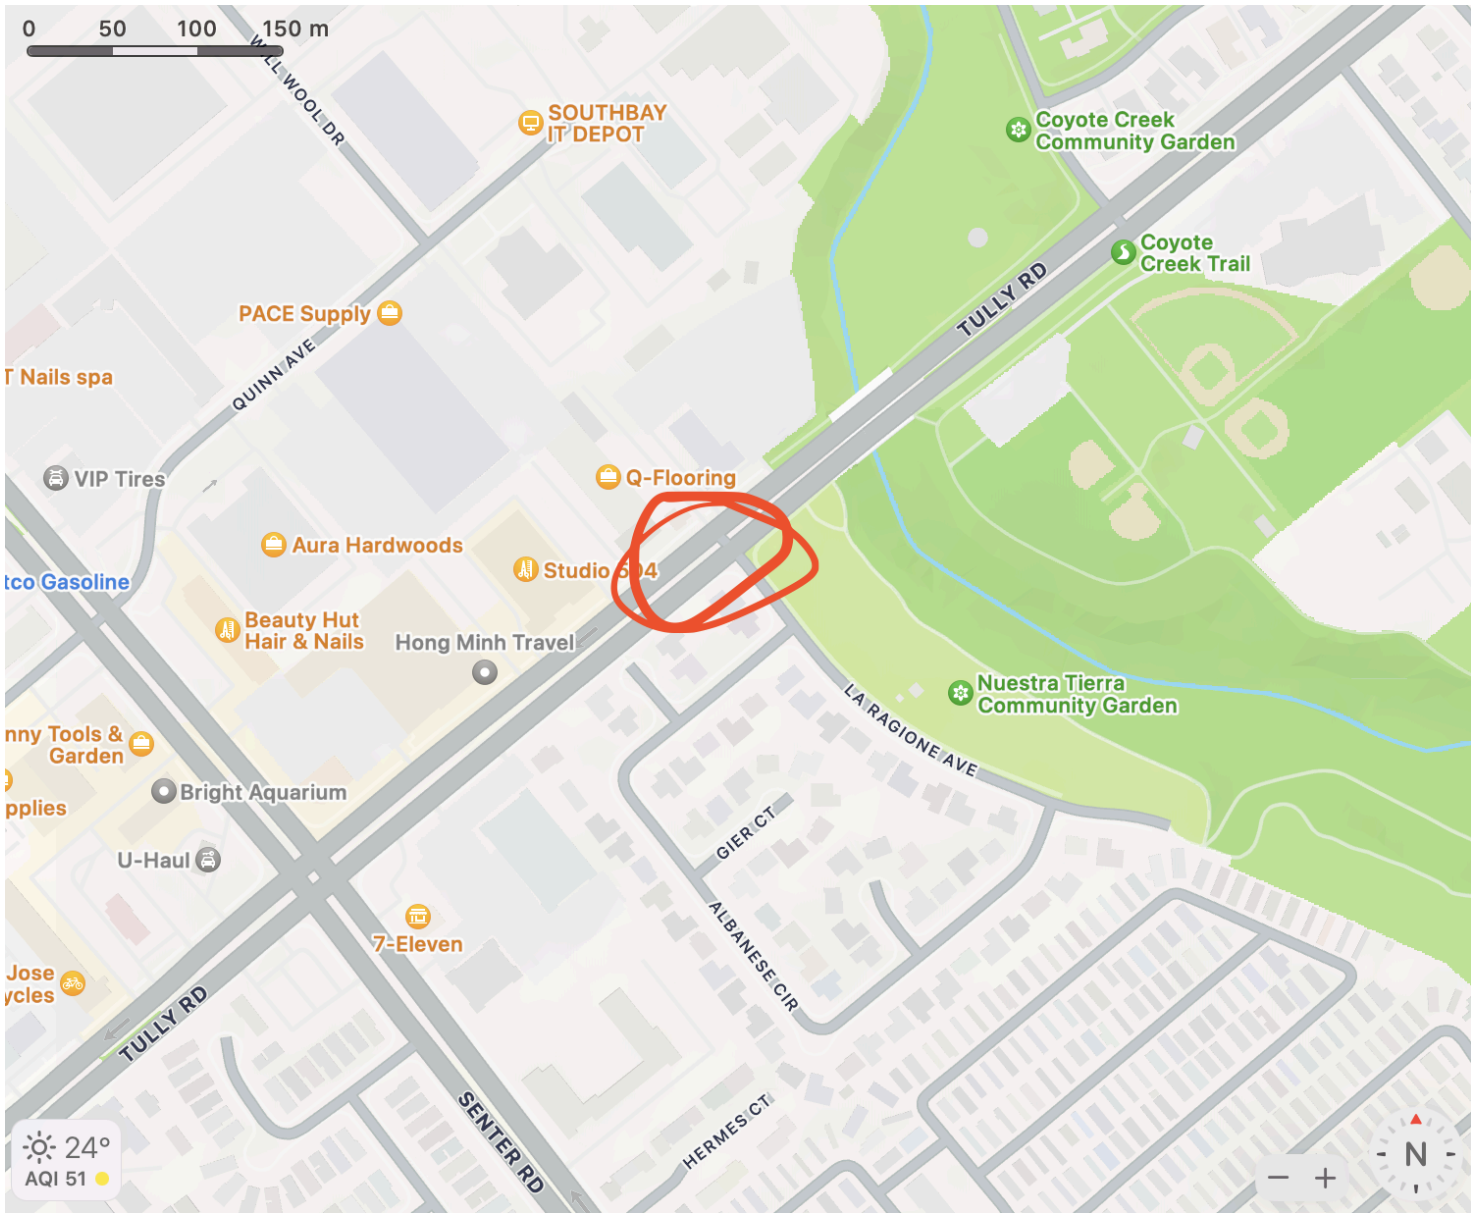 0 50 100 150 m
WILL WOOL DR
SOUTHBAY
IT DEPOT
Coyote Creek
Community Garden
Coyote
Creek Trail
TULLY RD
PACE Supply
QUINN AVE
T Nails spa
VIP Tires
Q-Flooring
Aura Hardwoods
Studio 504
tco Gasoline
Beauty Hut
Hair & Nails
Hong Minh Travel
Nuestra Tierra
Community Garden
LA RAGIONE AVE
nny Tools &
Garden
Bright Aquarium
pplies
GIER CT
U-Haul
7-Eleven
ALBANESE CIR
Jose
ycles
TULLY RD
SENTER RD
HERMES CT
24°
AQI 51
N
− +